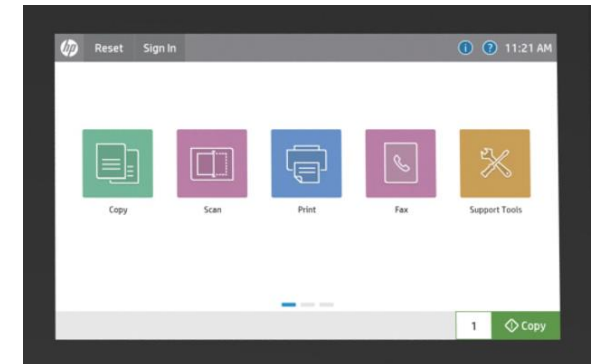 hp Reset Sign In 11:21 AM
Copy Scan Print Fax Support Tools
1 Copy